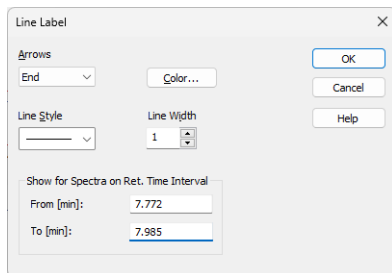 Line Label
Arrows
End
Color...
OK
Cancel
Help
Line Style
Line Width
1
Show for Spectra on Ret. Time Interval
From [min]:
7.772
To [min]:
7.985